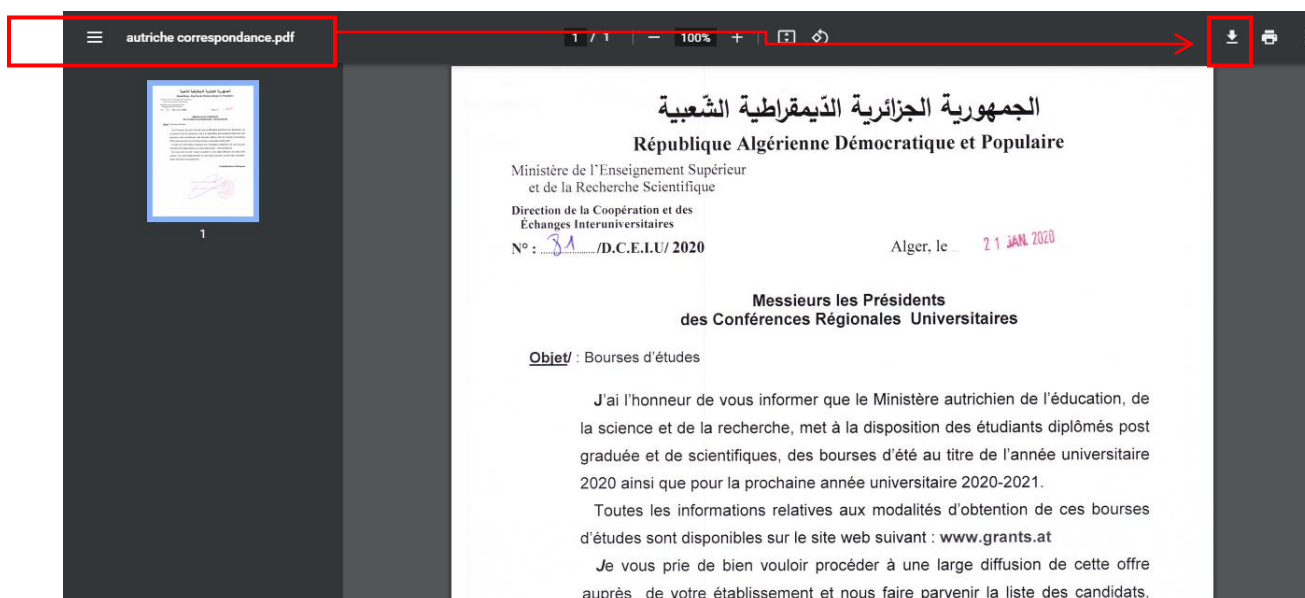 autriche correspondance.pdf
1 / 1
100%
1
الجمهورية الجزائرية الدّيمقراطية الشّعبية
République Algérienne Démocratique et Populaire
Ministère de l'Enseignement Supérieur
et de la Recherche Scientifique
Direction de la Coopération et des
Échanges Interuniversitaires
N° : 81 /D.C.E.I.U/ 2020
Alger, le 21 JAN. 2020
Messieurs les Présidents
des Conférences Régionales Universitaires
Objet/ : Bourses d'études
J'ai l'honneur de vous informer que le Ministère autrichien de l'éducation, de
la science et de la recherche, met à la disposition des étudiants diplômés post
graduée et de scientifiques, des bourses d'été au titre de l'année universitaire
2020 ainsi que pour la prochaine année universitaire 2020-2021.
Toutes les informations relatives aux modalités d'obtention de ces bourses
d'études sont disponibles sur le site web suivant : www.grants.at
Je vous prie de bien vouloir procéder à une large diffusion de cette offre
auprès de votre établissement et nous faire parvenir la liste des candidats,